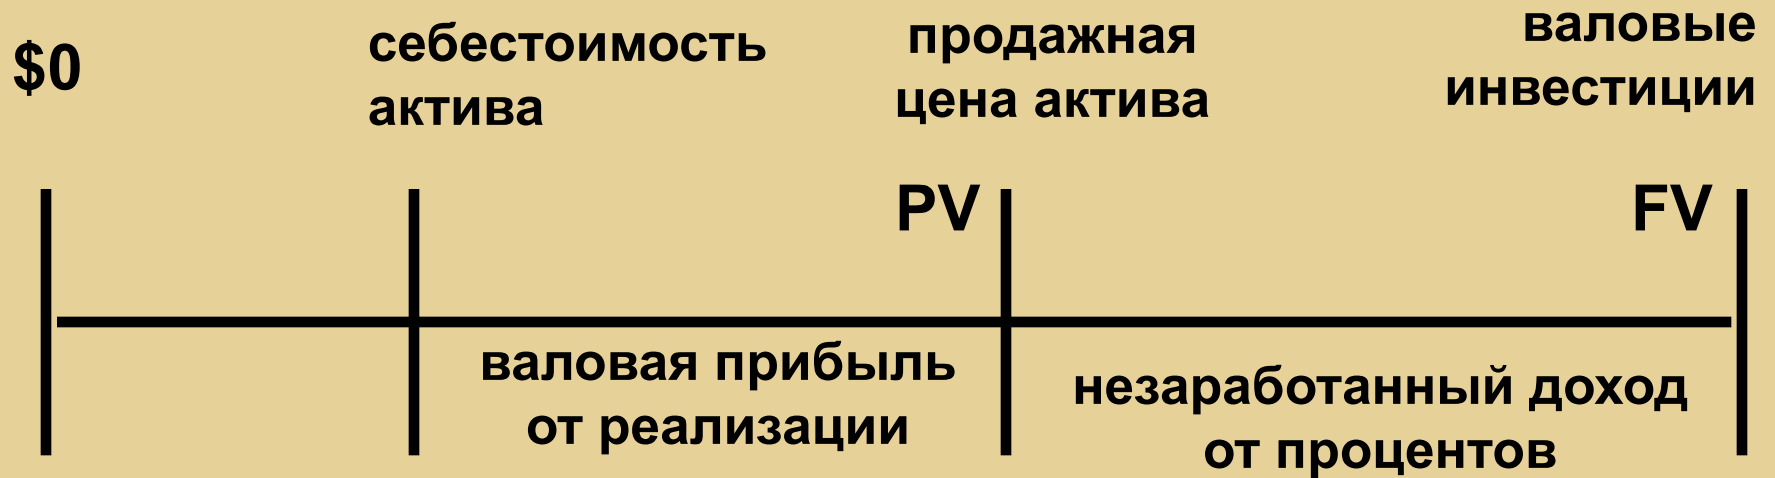 $0
себестоимость
актива
продажная
цена актива
валовые
инвестиции
PV
FV
валовая прибыль
от реализации
незаработанный доход
от процентов